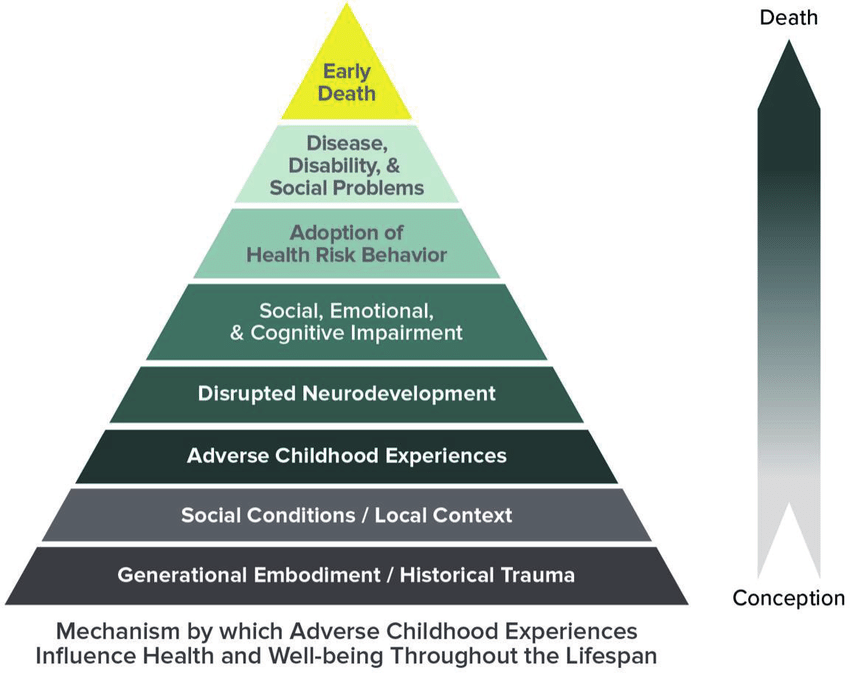 Death
Early
Death
Disease,
Disability, &
Social Problems
Adoption of
Health Risk Behavior
Social, Emotional,
& Cognitive Impairment
Disrupted Neurodevelopment
Adverse Childhood Experiences
Social Conditions / Local Context
Generational Embodiment / Historical Trauma
Conception
Mechanism by which Adverse Childhood Experiences
Influence Health and Well-being Throughout the Lifespan